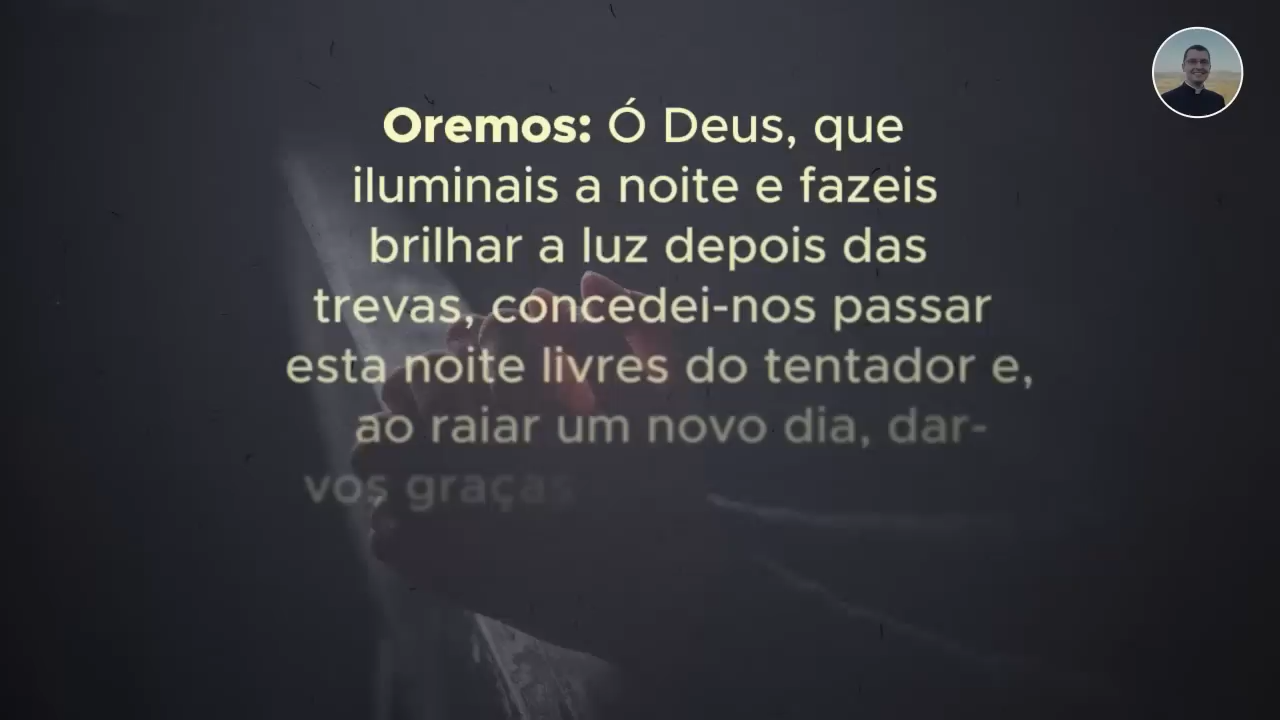 Oremos: Ó Deus, que
iluminais a noite e fazeis
brilhar a luz depois das
trevas, concedei-nos passar
esta noite livres do tentador e,
ao raiar um novo dia, dar-
vos graças